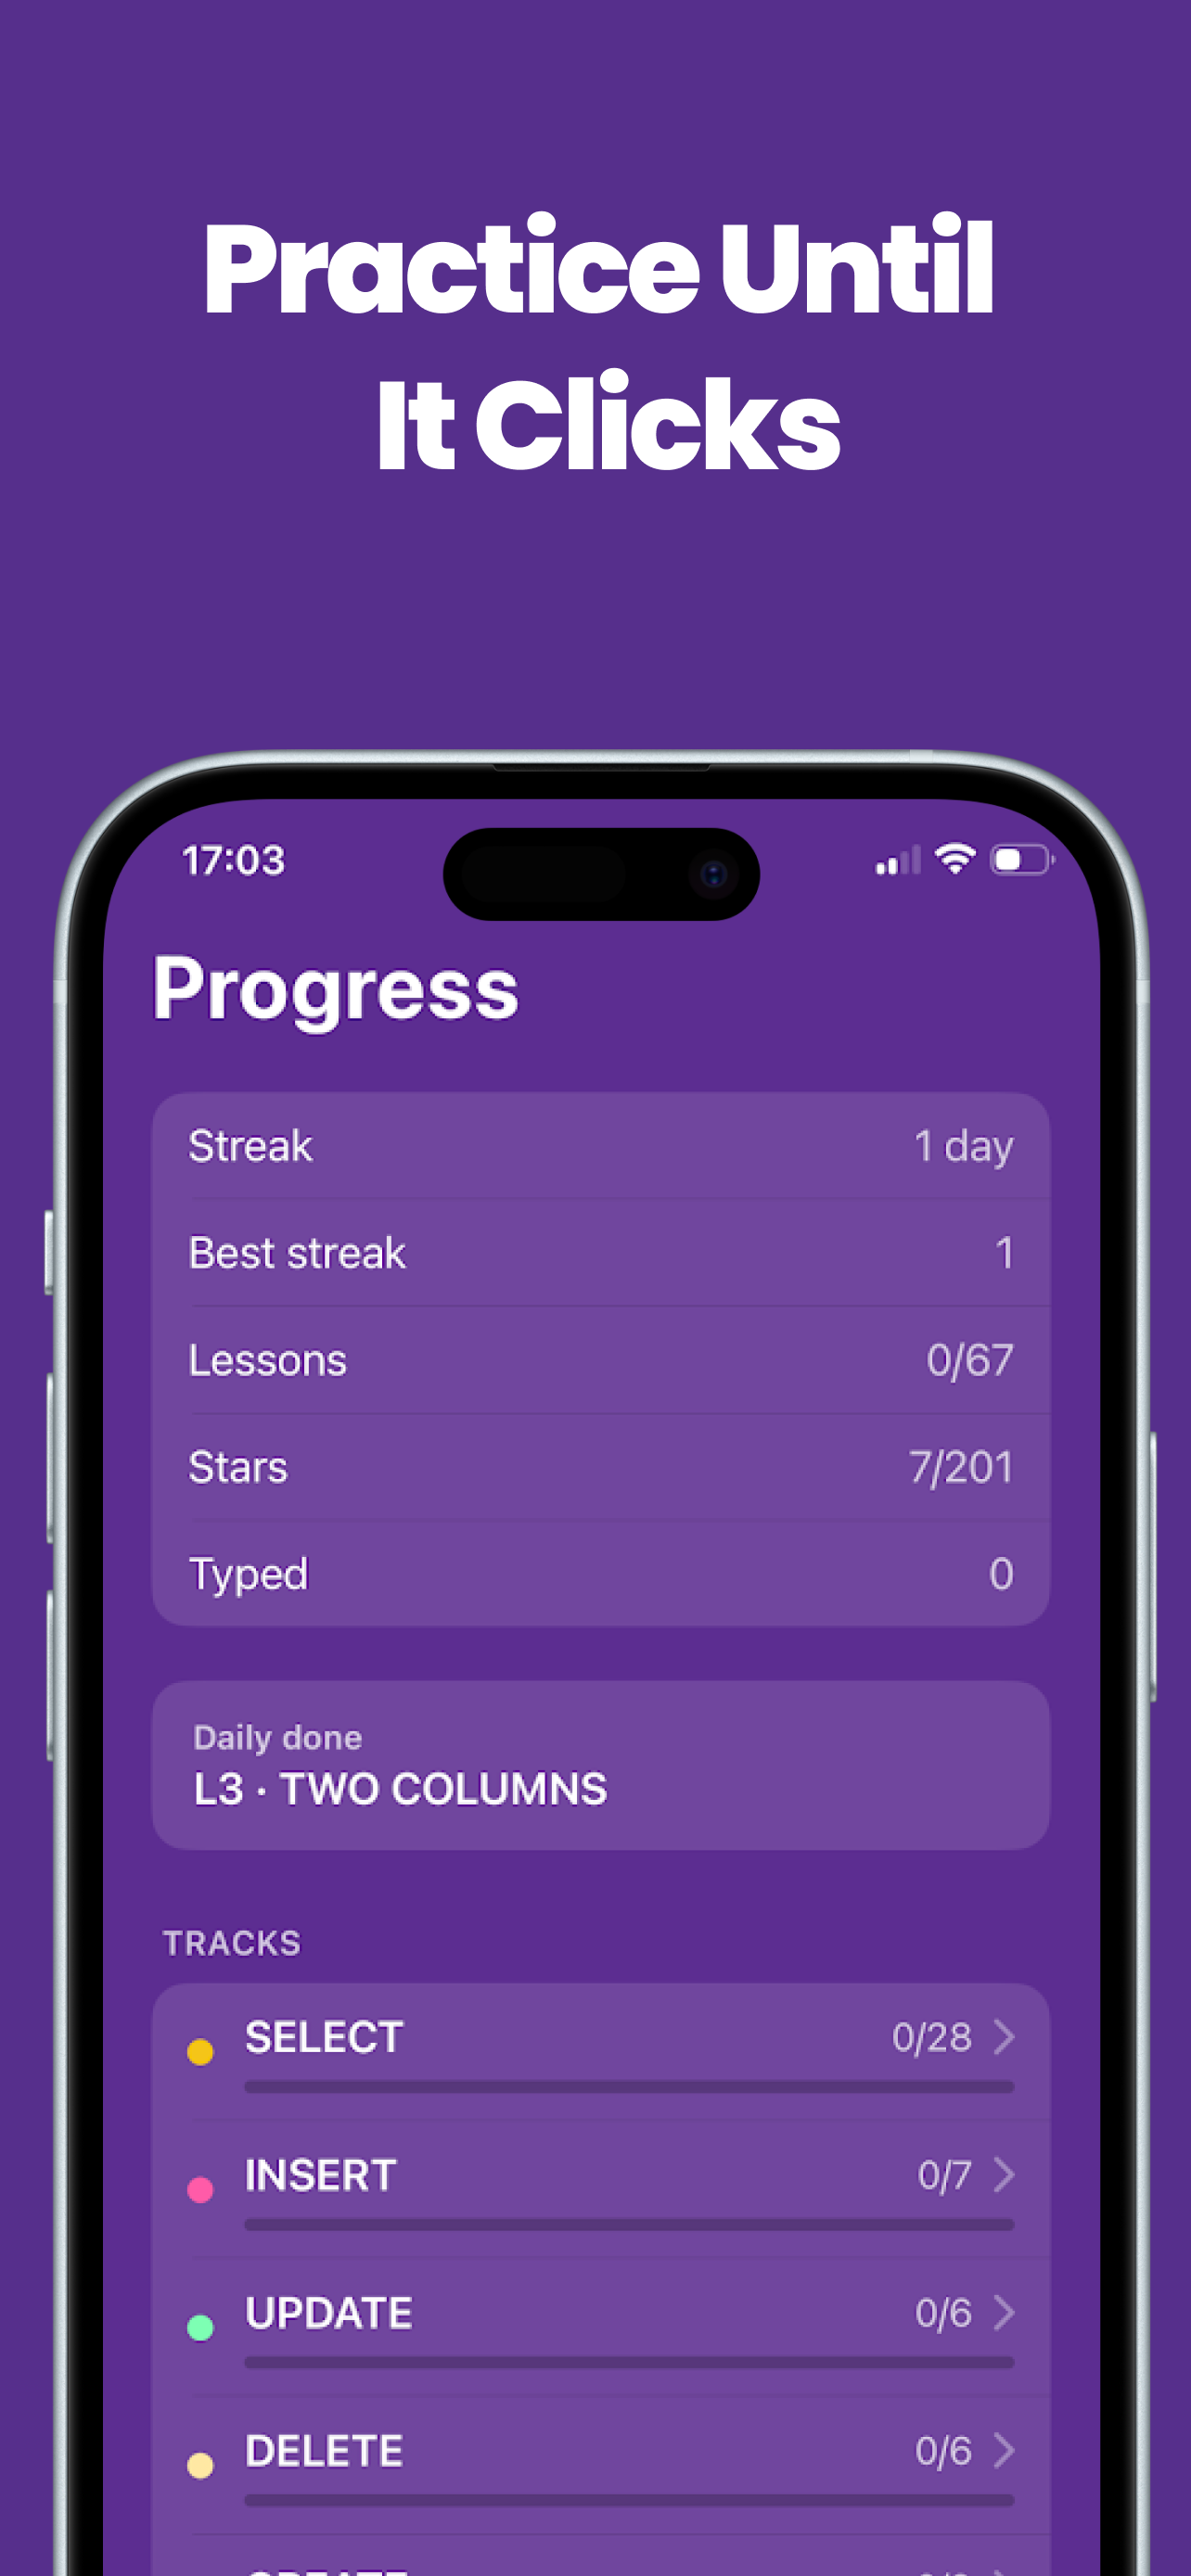 Practice Until
It Clicks
17:03
Progress
Streak 1 day
Best streak 1
Lessons 0/67
Stars 7/201
Typed 0
Daily done
L3 · TWO COLUMNS
TRACKS
SELECT 0/28
INSERT 0/7
UPDATE 0/6
DELETE 0/6